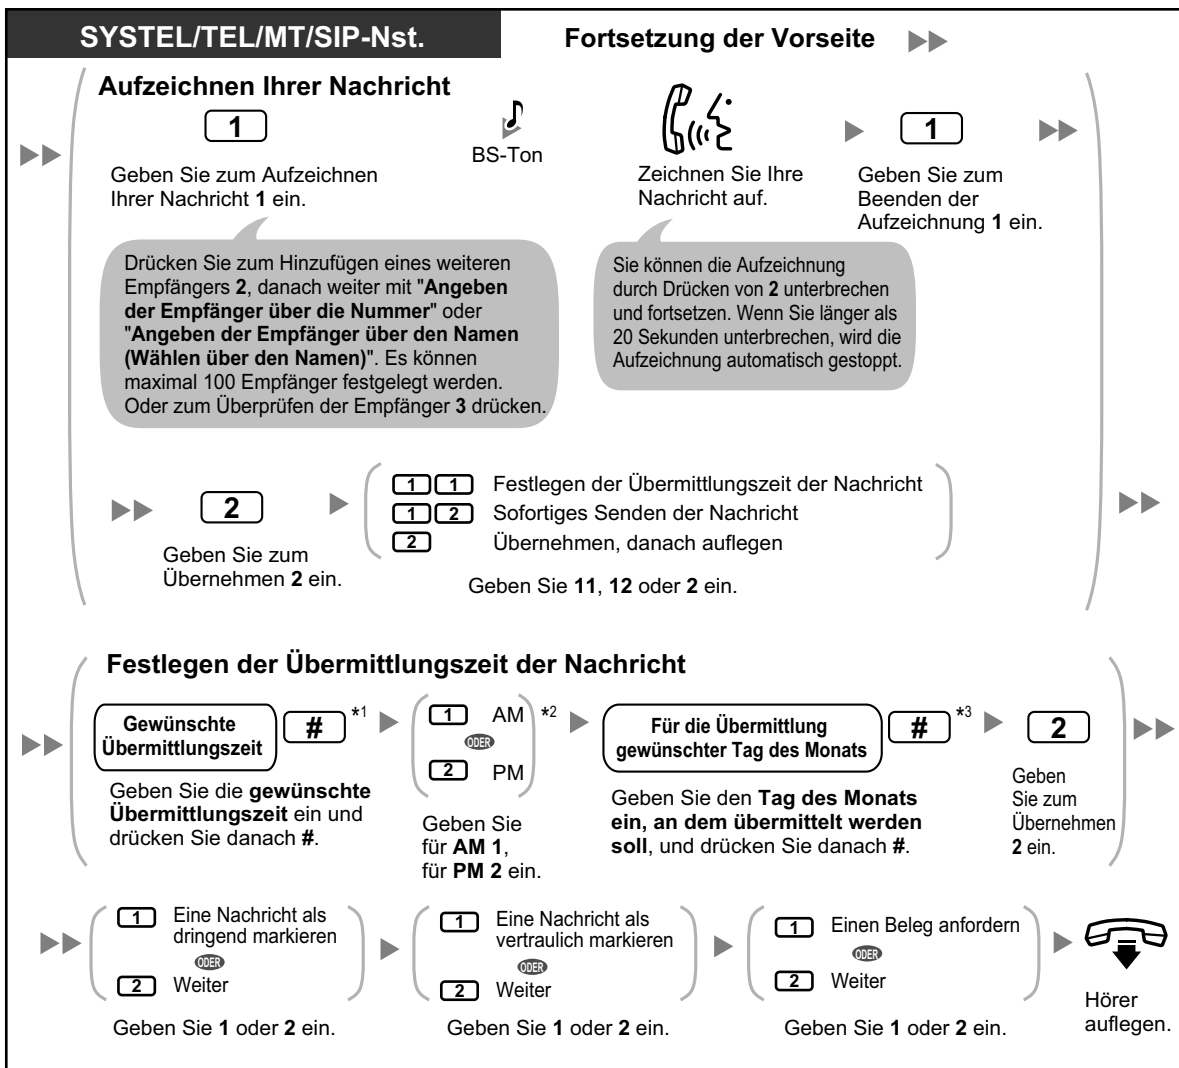 SYSTEL/TEL/MT/SIP-Nst.
Fortsetzung der Vorseite
Aufzeichnen Ihrer Nachricht
1
BS-Ton
1
Geben Sie zum Aufzeichnen
Ihrer Nachricht 1 ein.
Zeichnen Sie Ihre
Nachricht auf.
Geben Sie zum
Beenden der
Aufzeichnung 1 ein.
Drücken Sie zum Hinzufügen eines weiteren
Empfängers 2, danach weiter mit "Angeben
der Empfänger über die Nummer" oder
"Angeben der Empfänger über den Namen
(Wählen über den Namen)". Es können
maximal 100 Empfänger festgelegt werden.
Oder zum Überprüfen der Empfänger 3 drücken.
Sie können die Aufzeichnung
durch Drücken von 2 unterbrechen
und fortsetzen. Wenn Sie länger als
20 Sekunden unterbrechen, wird die
Aufzeichnung automatisch gestoppt.
2
Geben Sie zum
Übernehmen 2 ein.
1 1 Festlegen der Übermittlungszeit der Nachricht
1 2 Sofortiges Senden der Nachricht
2 Übernehmen, danach auflegen
Geben Sie 11, 12 oder 2 ein.
Festlegen der Übermittlungszeit der Nachricht
Gewünschte
Übermittlungszeit
# *1
Geben Sie die gewünschte
Übermittlungszeit ein und
drücken Sie danach #.
1 AM *2
ODER
2 PM
Geben Sie
für AM 1,
für PM 2 ein.
Für die Übermittlung
gewünschter Tag des Monats
# *3
Geben Sie den Tag des Monats
ein, an dem übermittelt werden
soll, und drücken Sie danach #.
2
Geben
Sie zum
Übernehmen
2 ein.
1 Eine Nachricht als
dringend markieren
ODER
2 Weiter
Geben Sie 1 oder 2 ein.
1 Eine Nachricht als
vertraulich markieren
ODER
2 Weiter
Geben Sie 1 oder 2 ein.
1 Einen Beleg anfordern
ODER
2 Weiter
Geben Sie 1 oder 2 ein.
Hörer
auflegen.